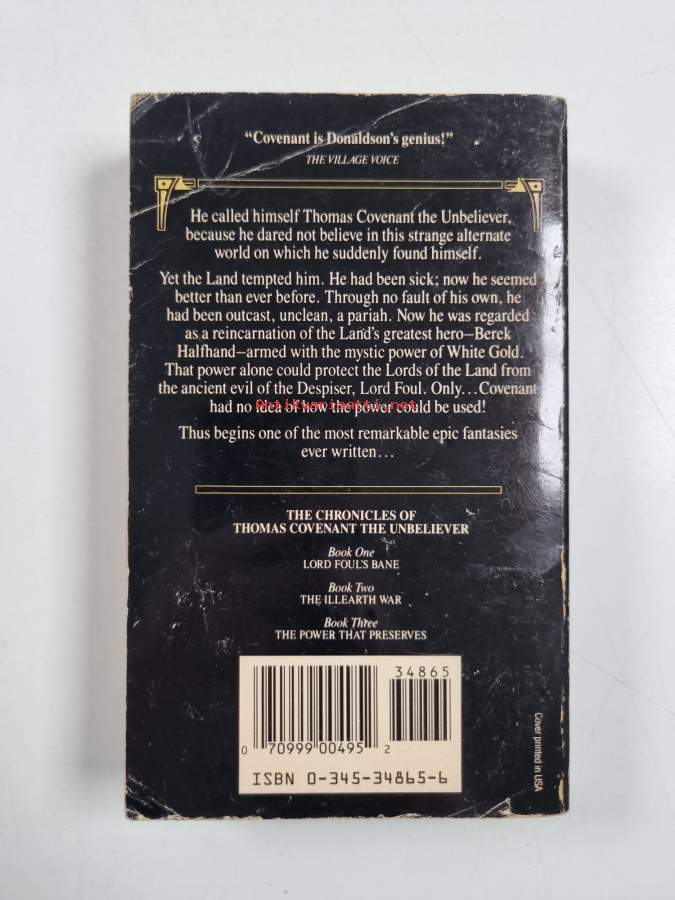 “Covenant is Donaldson's genius!”
THE VILLAGE VOICE
He called himself Thomas Covenant the Unbeliever,
because he dared not believe in this strange alternate
world on which he suddenly found himself.
Yet the Land tempted him. He had been sick; now he seemed
better than ever before. Through no fault of his own, he
had been outcast, unclean, a pariah. Now he was regarded
as a reincarnation of the Land's greatest hero—Berek
Halfhand—armed with the mystic power of White Gold.
That power alone could protect the Lords of the Land from
the ancient evil of the Despiser, Lord Foul. Only...Covenant
had no idea of how the power could be used!
Antikvariaatti.net
Thus begins one of the most remarkable epic fantasies
ever written...
THE CHRONICLES OF
THOMAS COVENANT THE UNBELIEVER
Book One
LORD FOUL'S BANE
Book Two
THE ILLEARTH WAR
Book Three
THE POWER THAT PRESERVES
34865
0 70999 00495 2
ISBN 0-345-34865-6
Cover printed in USA